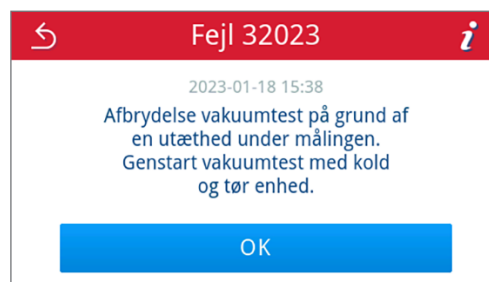 Fejl 32023
2023-01-18 15:38
Afbrydelse vakuumtest på grund af
en utæthed under målingen.
Genstart vakuumtest med kold
og tør enhed.
OK